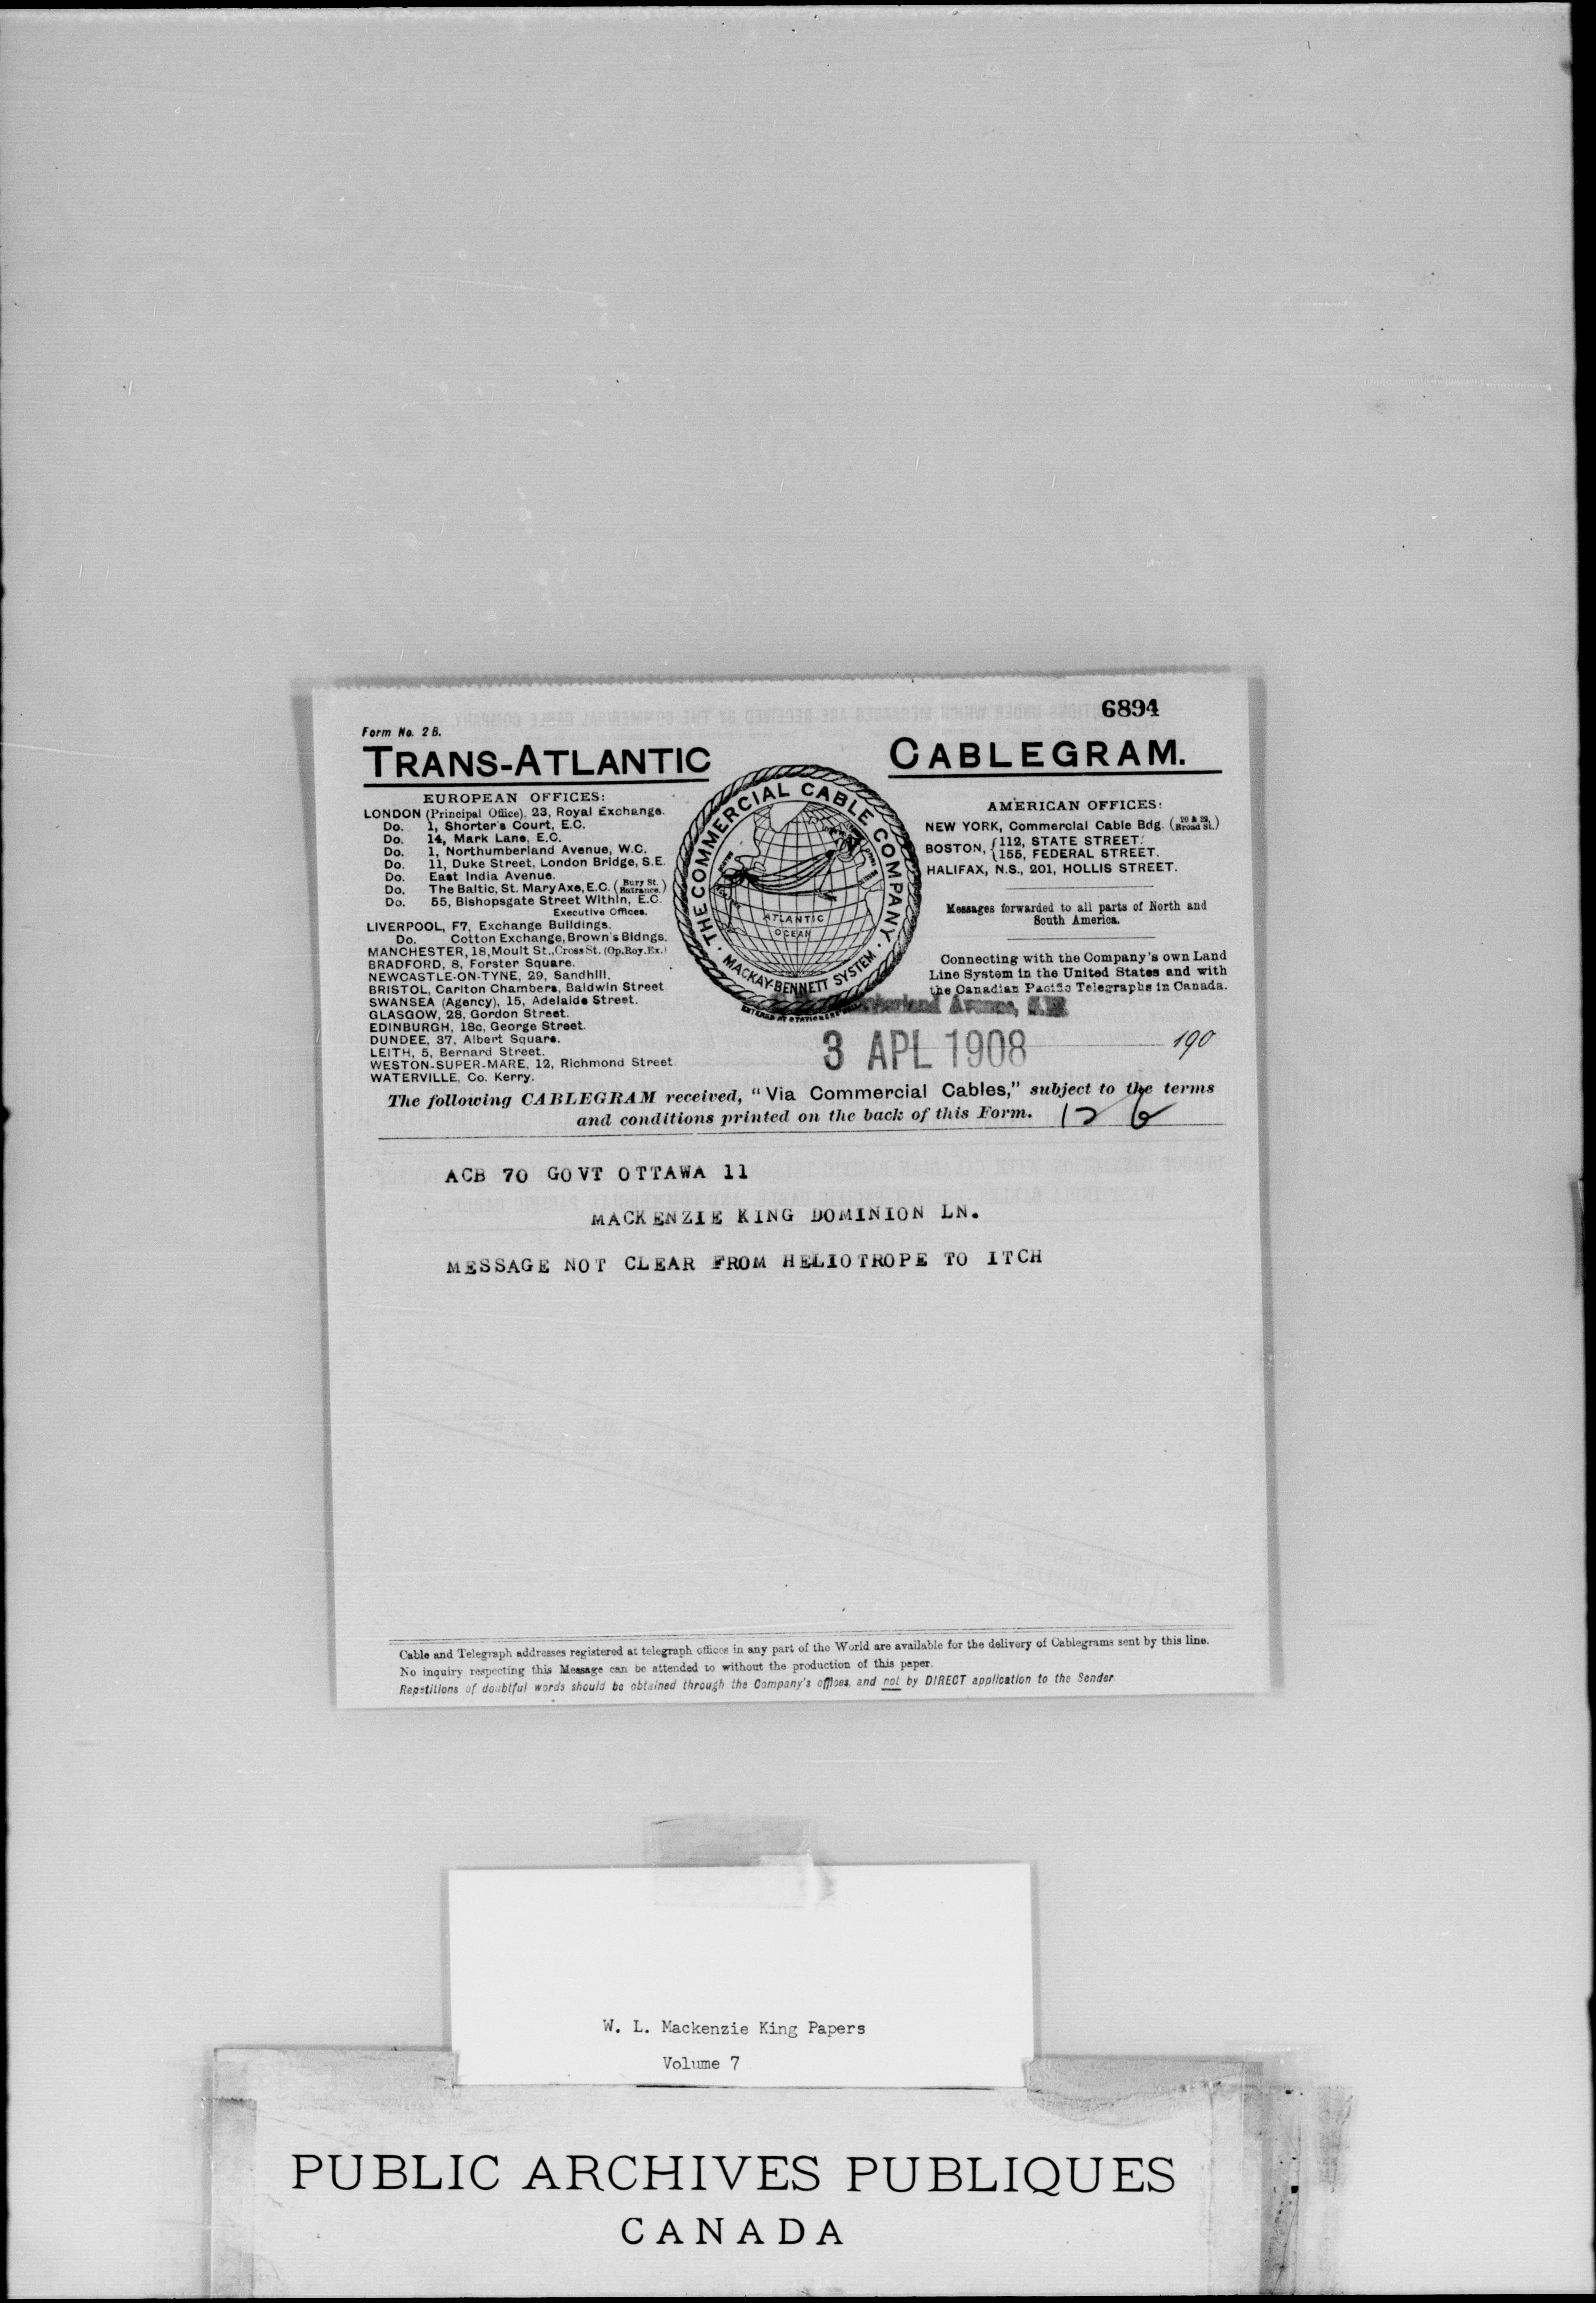 6894
Form No. 2B.
TRANS-ATLANTIC CABLEGRAM.
THE COMMERCIAL CABLE COMPANY
MACKAY-BENNETT SYSTEM
ATLANTIC
OCEAN
EUROPEAN OFFICES:
LONDON (Principal Office), 23, Royal Exchange.
Do. 1, Shorter's Court, E.C.
Do. 14, Mark Lane, E.C.
Do. 1, Northumberland Avenue, W.C.
Do. 11, Duke Street, London Bridge, S.E.
Do. East India Avenue.
Do. The Baltic, St. Mary Axe, E.C. (Bury St. Entrance.)
Do. 55, Bishopsgate Street Within, E.C.
Executive Offices.
LIVERPOOL, F7, Exchange Buildings.
Do. Cotton Exchange, Brown's Bldngs.
MANCHESTER, 18, Moult St., Cross St. (Op. Roy. Ex.)
BRADFORD, 8, Forster Square.
NEWCASTLE-ON-TYNE, 29, Sandhill.
BRISTOL, Carlton Chambers, Baldwin Street
SWANSEA (Agency), 15, Adelaide Street.
GLASGOW, 28, Gordon Street.
EDINBURGH, 18c, George Street.
DUNDEE, 37, Albert Square.
LEITH, 5, Bernard Street.
WESTON-SUPER-MARE, 12, Richmond Street.
WATERVILLE, Co. Kerry.
AMERICAN OFFICES:
NEW YORK, Commercial Cable Bdg. (20 & 22, Broad St.)
BOSTON, {112, STATE STREET.
{155, FEDERAL STREET.
HALIFAX, N.S., 201, HOLLIS STREET.
Messages forwarded to all parts of North and
South America.
Connecting with the Company's own Land
Line System in the United States and with
the Canadian Pacific Telegraphs in Canada.
Avenue,
3 APL 1908 190
The following CABLEGRAM received, "Via Commercial Cables," subject to the terms
and conditions printed on the back of this Form.
ACB 70 GOVT OTTAWA 11
MACKENZIE KING DOMINION LN.
MESSAGE NOT CLEAR FROM HELIOTROPE TO ITCH
Cable and Telegraph addresses registered at telegraph offices in any part of the World are available for the delivery of Cablegrams sent by this line.
No inquiry respecting this Message can be attended to without the production of this paper.
Repetitions of doubtful words should be obtained through the Company's offices, and not by DIRECT application to the Sender.
W. L. Mackenzie King Papers
Volume 7
PUBLIC ARCHIVES PUBLIQUES
CANADA